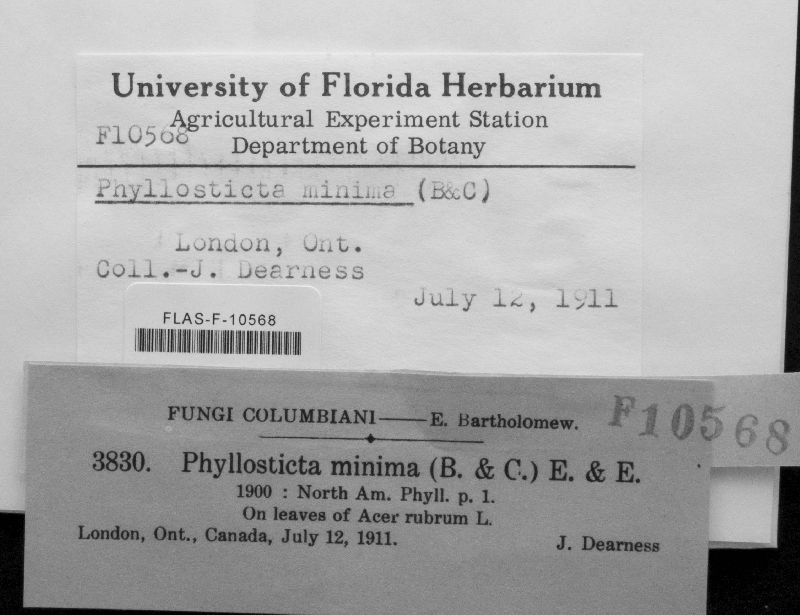 University of Florida Herbarium
Agricultural Experiment Station
F10568
Department of Botany
Phyllosticta minima (B&C)
London, Ont.
Coll.-J. Dearness
July 12, 1911
FLAS-F-10568
FUNGI COLUMBIANI—E. Bartholomew.
F10568
3830. Phyllosticta minima (B. & C.) E. & E.
1900 : North Am. Phyll. p. 1.
On leaves of Acer rubrum L.
London, Ont., Canada, July 12, 1911.
J. Dearness